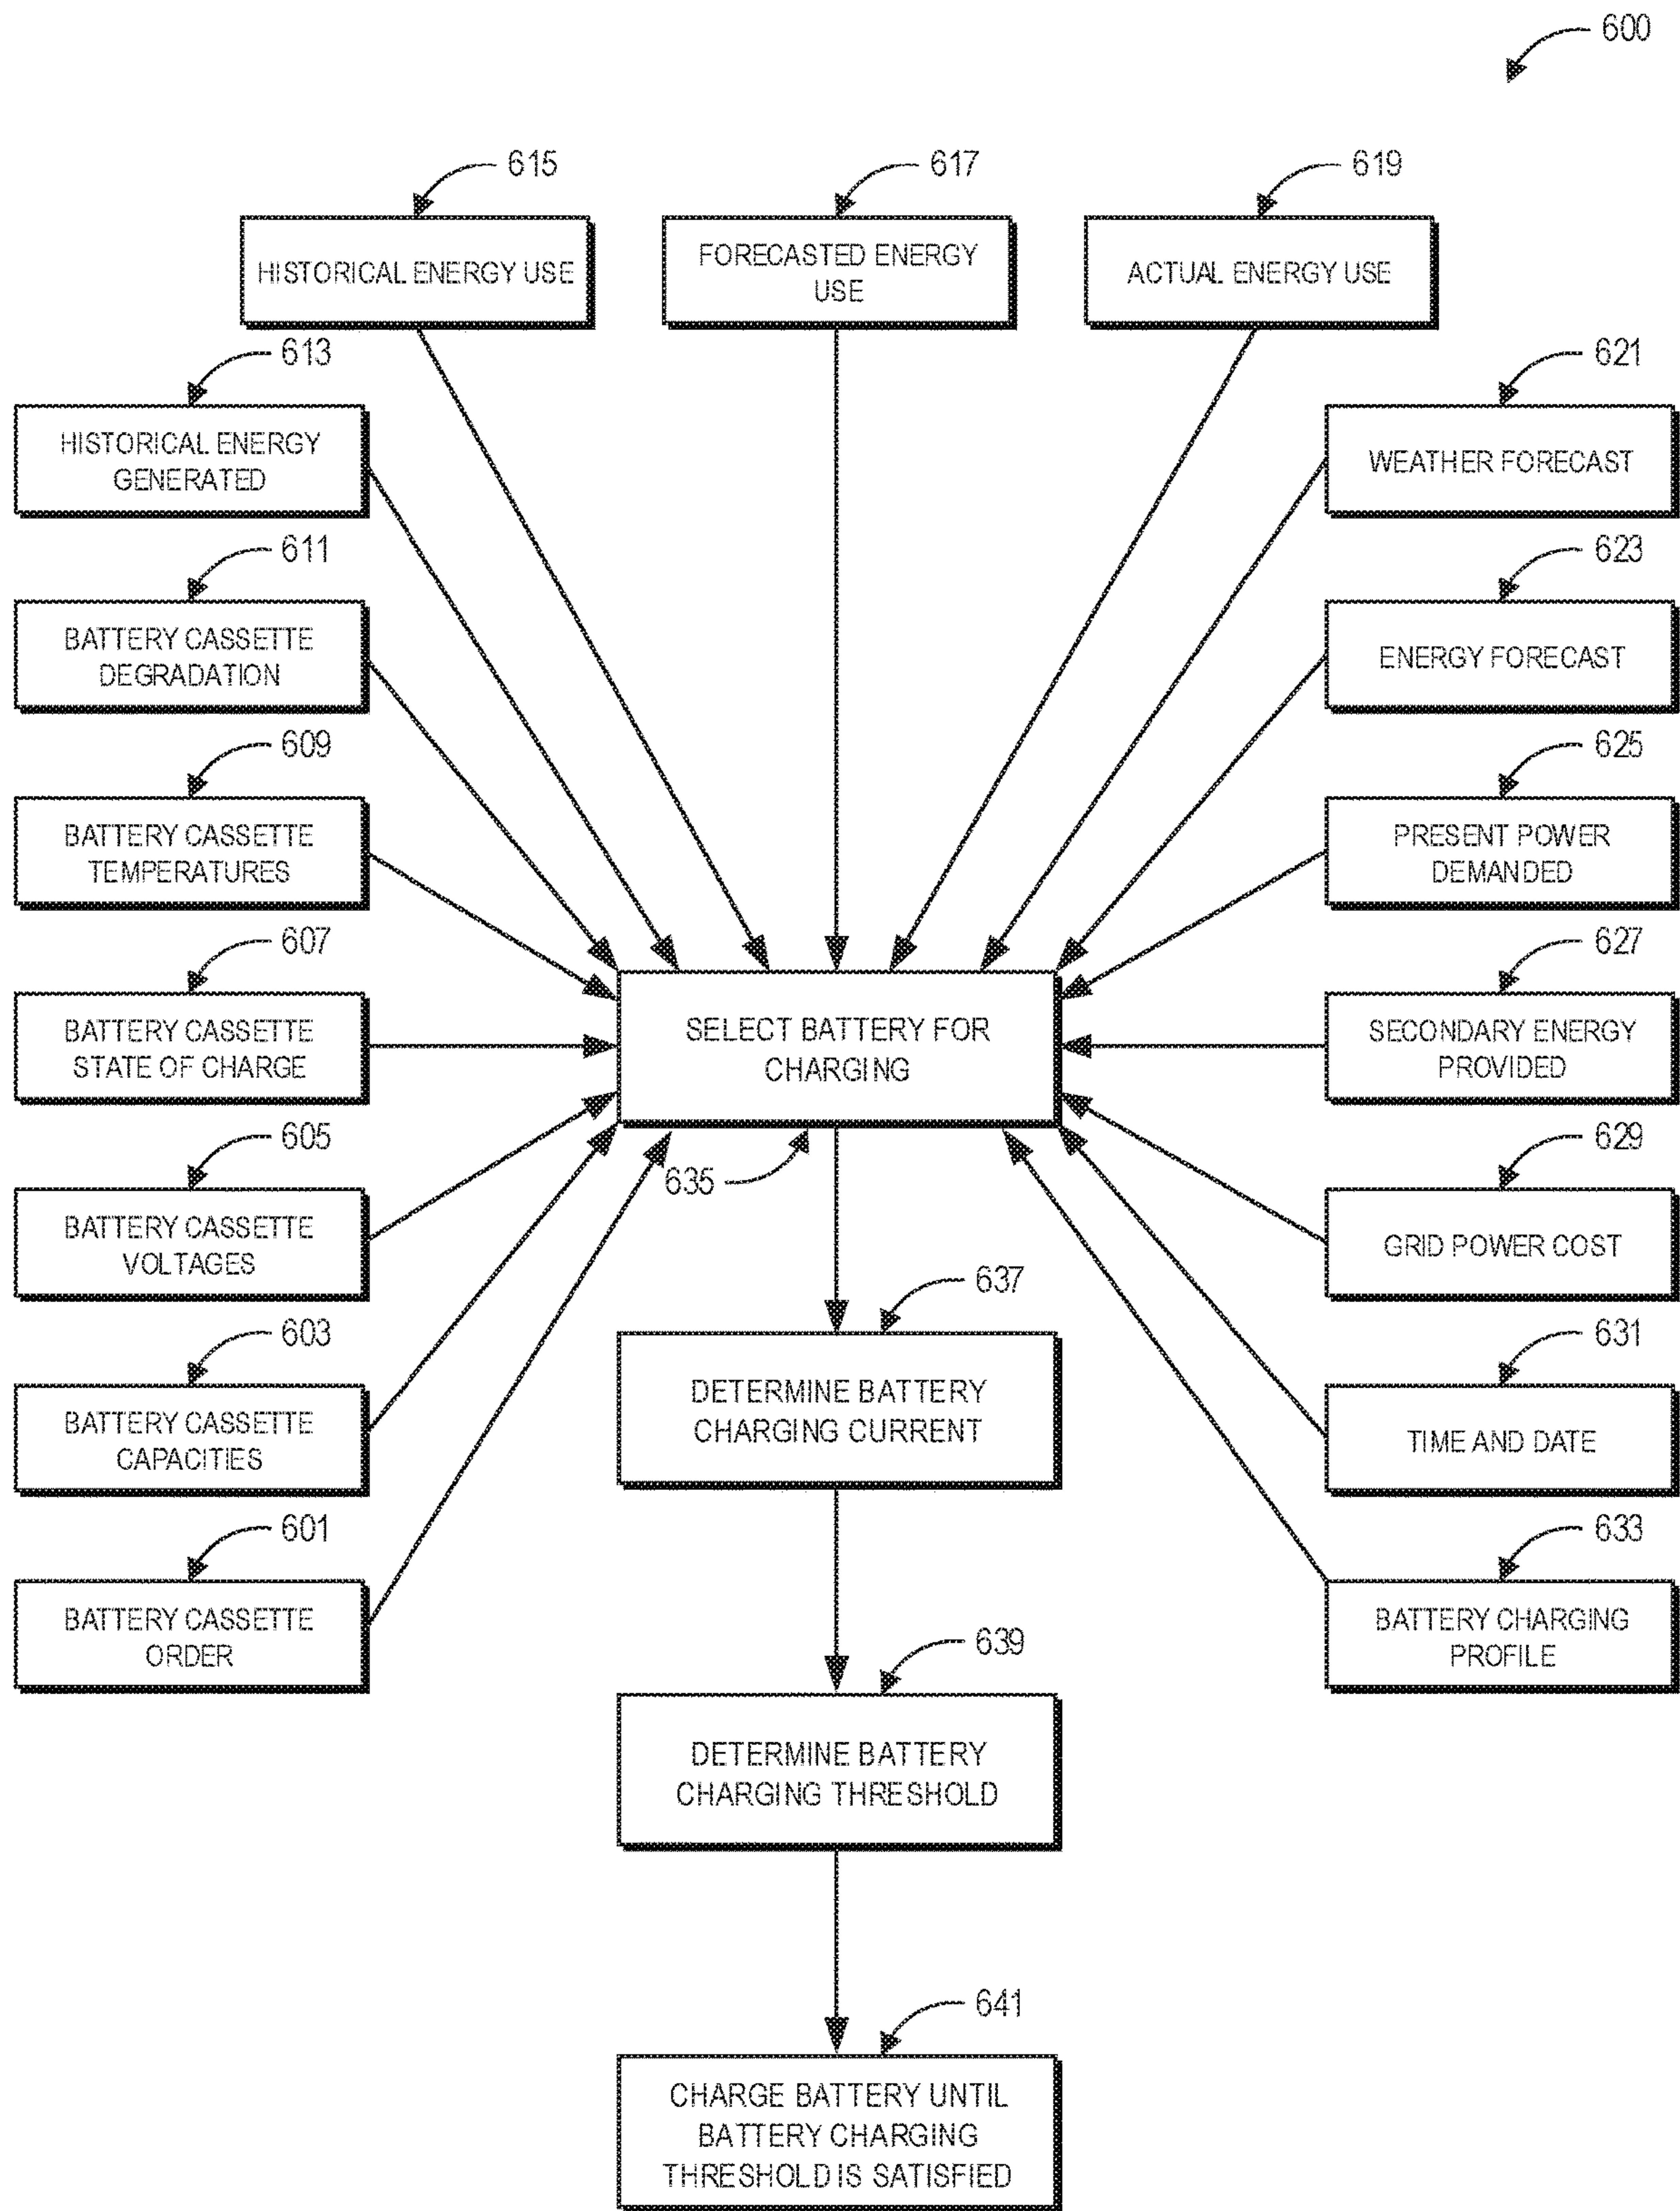 600
615
617
619
HISTORICAL ENERGY USE
FORECASTED ENERGY
USE
ACTUAL ENERGY USE
613
621
HISTORICAL ENERGY
GENERATED
WEATHER FORECAST
611
623
BATTERY CASSETTE
DEGRADATION
ENERGY FORECAST
609
625
BATTERY CASSETTE
TEMPERATURES
PRESENT POWER
DEMANDED
607
627
BATTERY CASSETTE
STATE OF CHARGE
SELECT BATTERY FOR
CHARGING
SECONDARY ENERGY
PROVIDED
605
635
629
BATTERY CASSETTE
VOLTAGES
GRID POWER COST
637
603
631
BATTERY CASSETTE
CAPACITIES
DETERMINE BATTERY
CHARGING CURRENT
TIME AND DATE
601
633
BATTERY CASSETTE
ORDER
BATTERY CHARGING
PROFILE
639
DETERMINE BATTERY
CHARGING THRESHOLD
641
CHARGE BATTERY UNTIL
BATTERY CHARGING
THRESHOLD IS SATISFIED